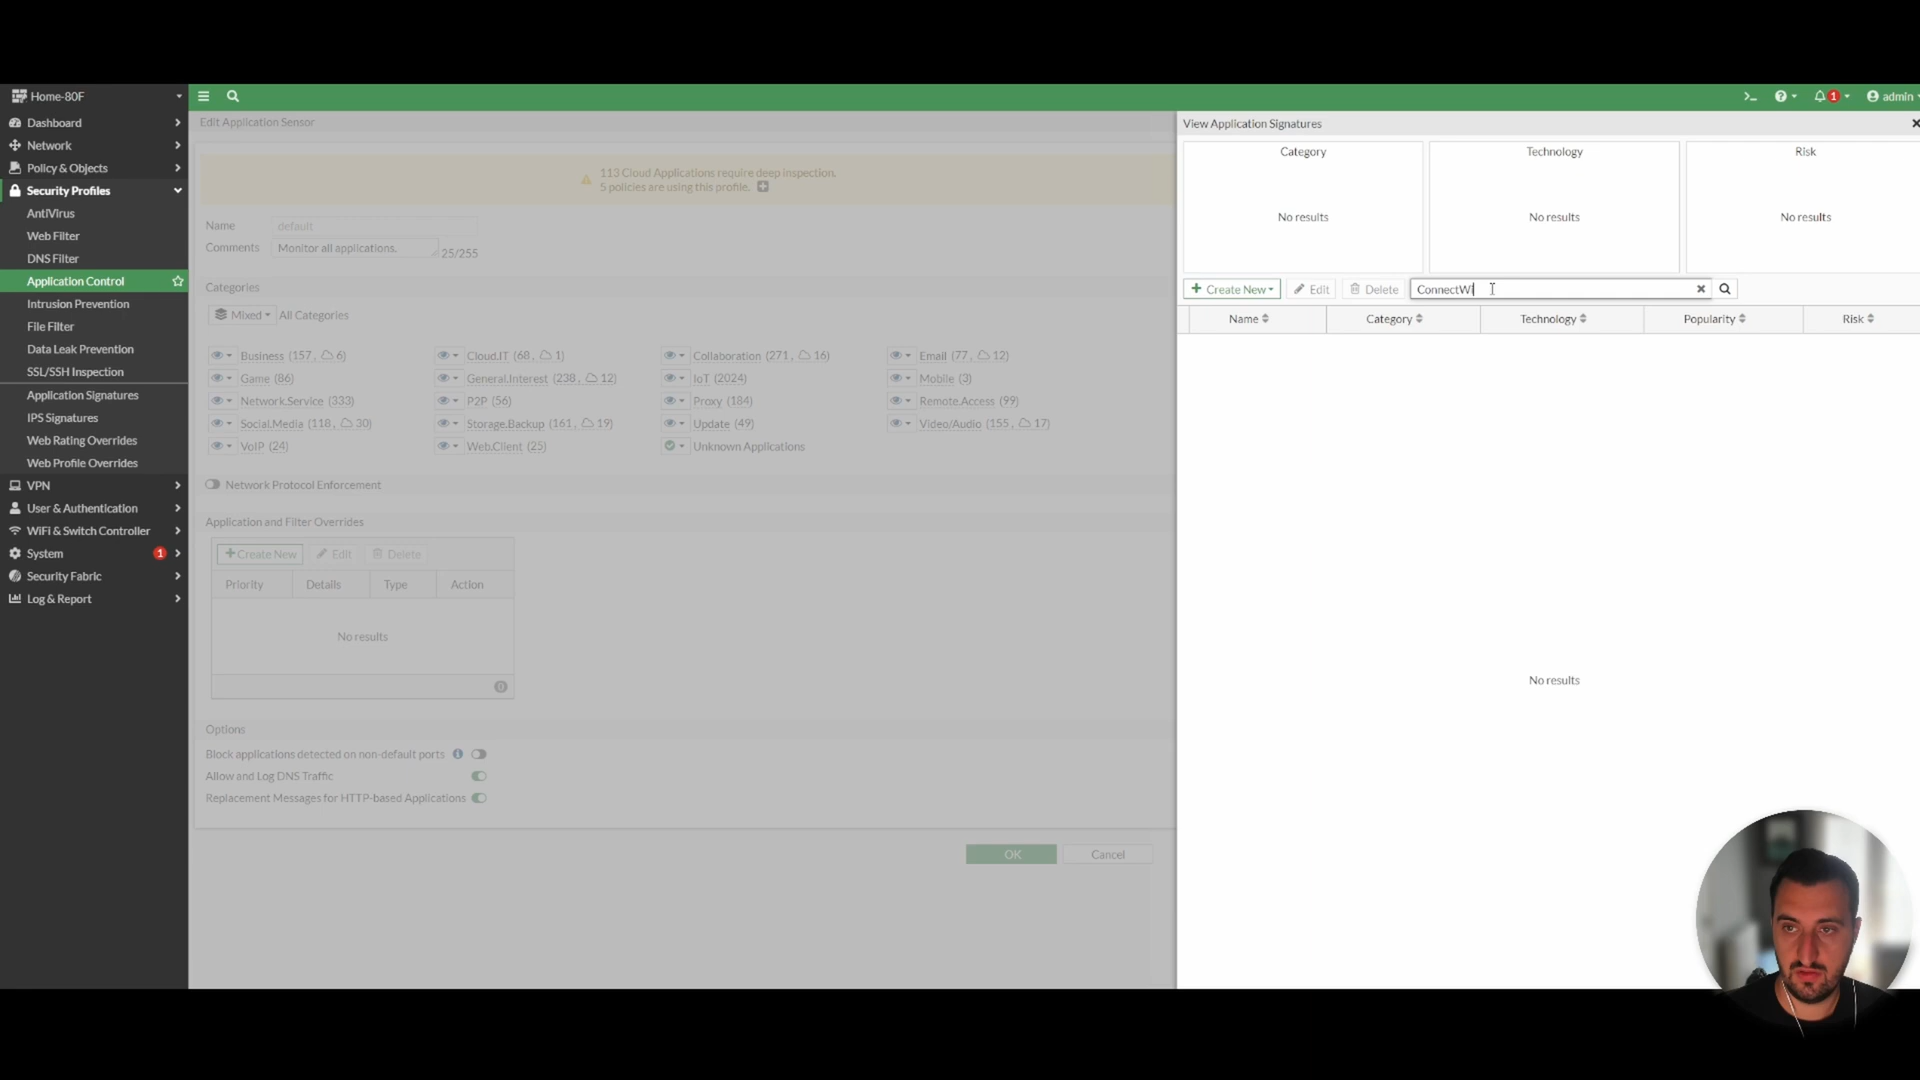 Home-80F
Dashboard
Network
Policy & Objects
Security Profiles
AntiVirus
Web Filter
DNS Filter
Application Control
Intrusion Prevention
File Filter
Data Leak Prevention
SSL/SSH Inspection
Application Signatures
IPS Signatures
Web Rating Overrides
Web Profile Overrides
VPN
User & Authentication
WiFi & Switch Controller
System 1
Security Fabric
Log & Report
>_ ? 1 admin
Edit Application Sensor
113 Cloud Applications require deep inspection.
5 policies are using this profile.
Name default
Comments Monitor all applications. 25/255
Categories
Mixed All Categories
Business (157, 6) Cloud.IT (68, 1) Collaboration (271, 16) Email (77, 12)
Game (86) General.Interest (238, 12) IoT (2024) Mobile (3)
Network.Service (333) P2P (56) Proxy (184) Remote.Access (99)
Social.Media (118, 30) Storage.Backup (161, 19) Update (49) Video/Audio (155, 17)
VoIP (24) Web.Client (25) Unknown Applications
Network Protocol Enforcement
Application and Filter Overrides
+ Create New Edit Delete
Priority Details Type Action
No results
0
Options
Block applications detected on non-default ports
Allow and Log DNS Traffic
Replacement Messages for HTTP-based Applications
OK Cancel
View Application Signatures
Category Technology Risk
No results No results No results
+ Create New Edit Delete ConnectWi
Name Category Technology Popularity Risk
No results